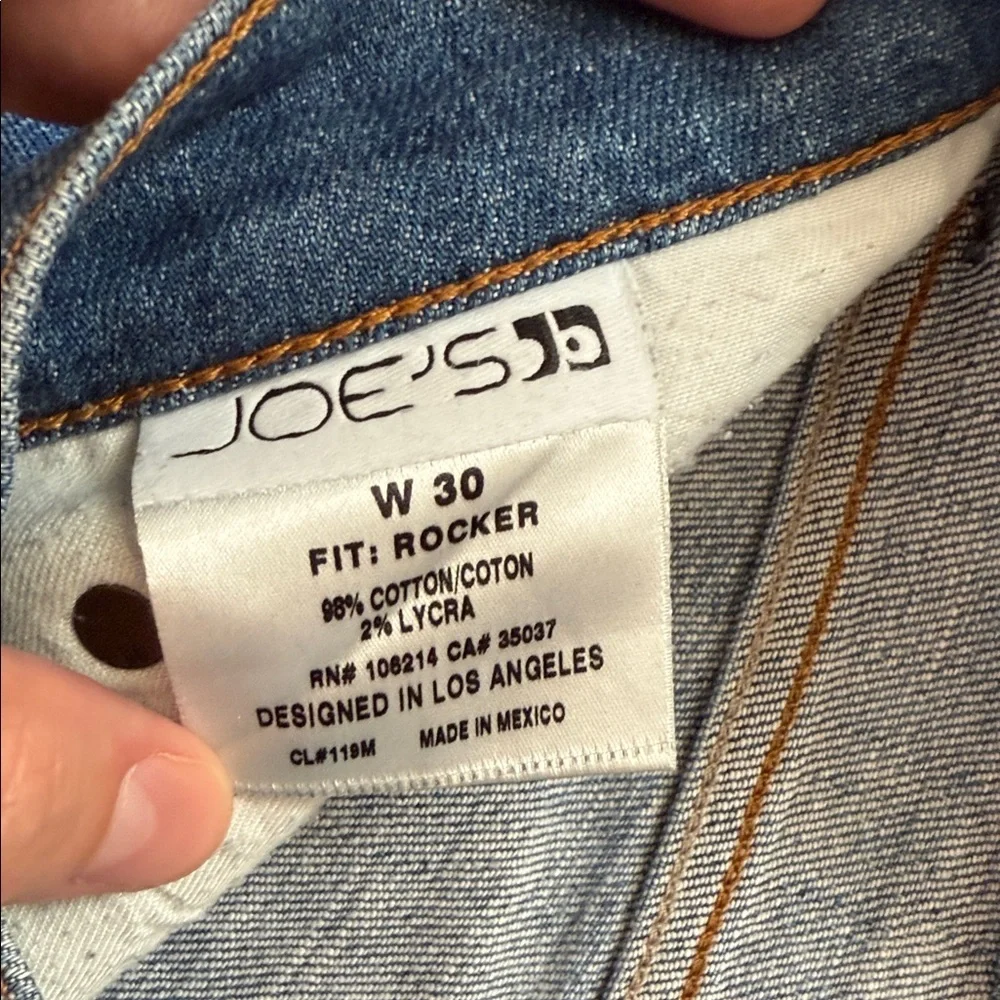 JOE'S
W 30
FIT: ROCKER
98% COTTON/COTON
2% LYCRA
RN# 106214 CA# 35037
DESIGNED IN LOS ANGELES
CL#119M MADE IN MEXICO